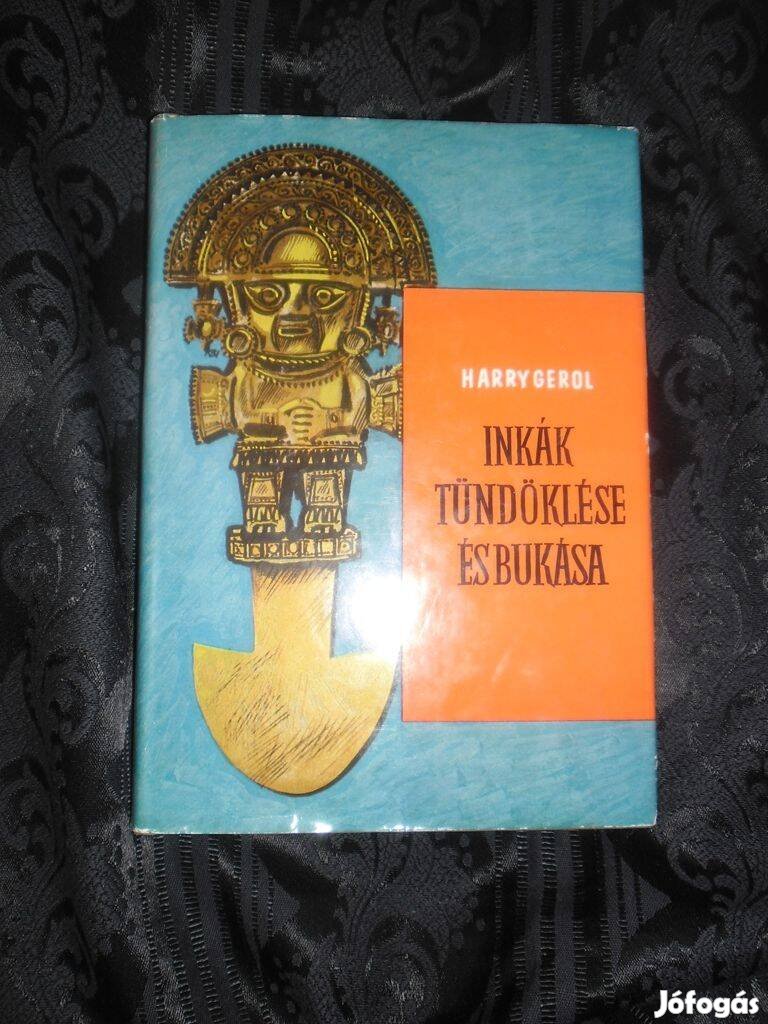 HARRY GEROL
INKÁK
TÜNDÖKLÉSE
ÉS BUKÁSA
Jófogás